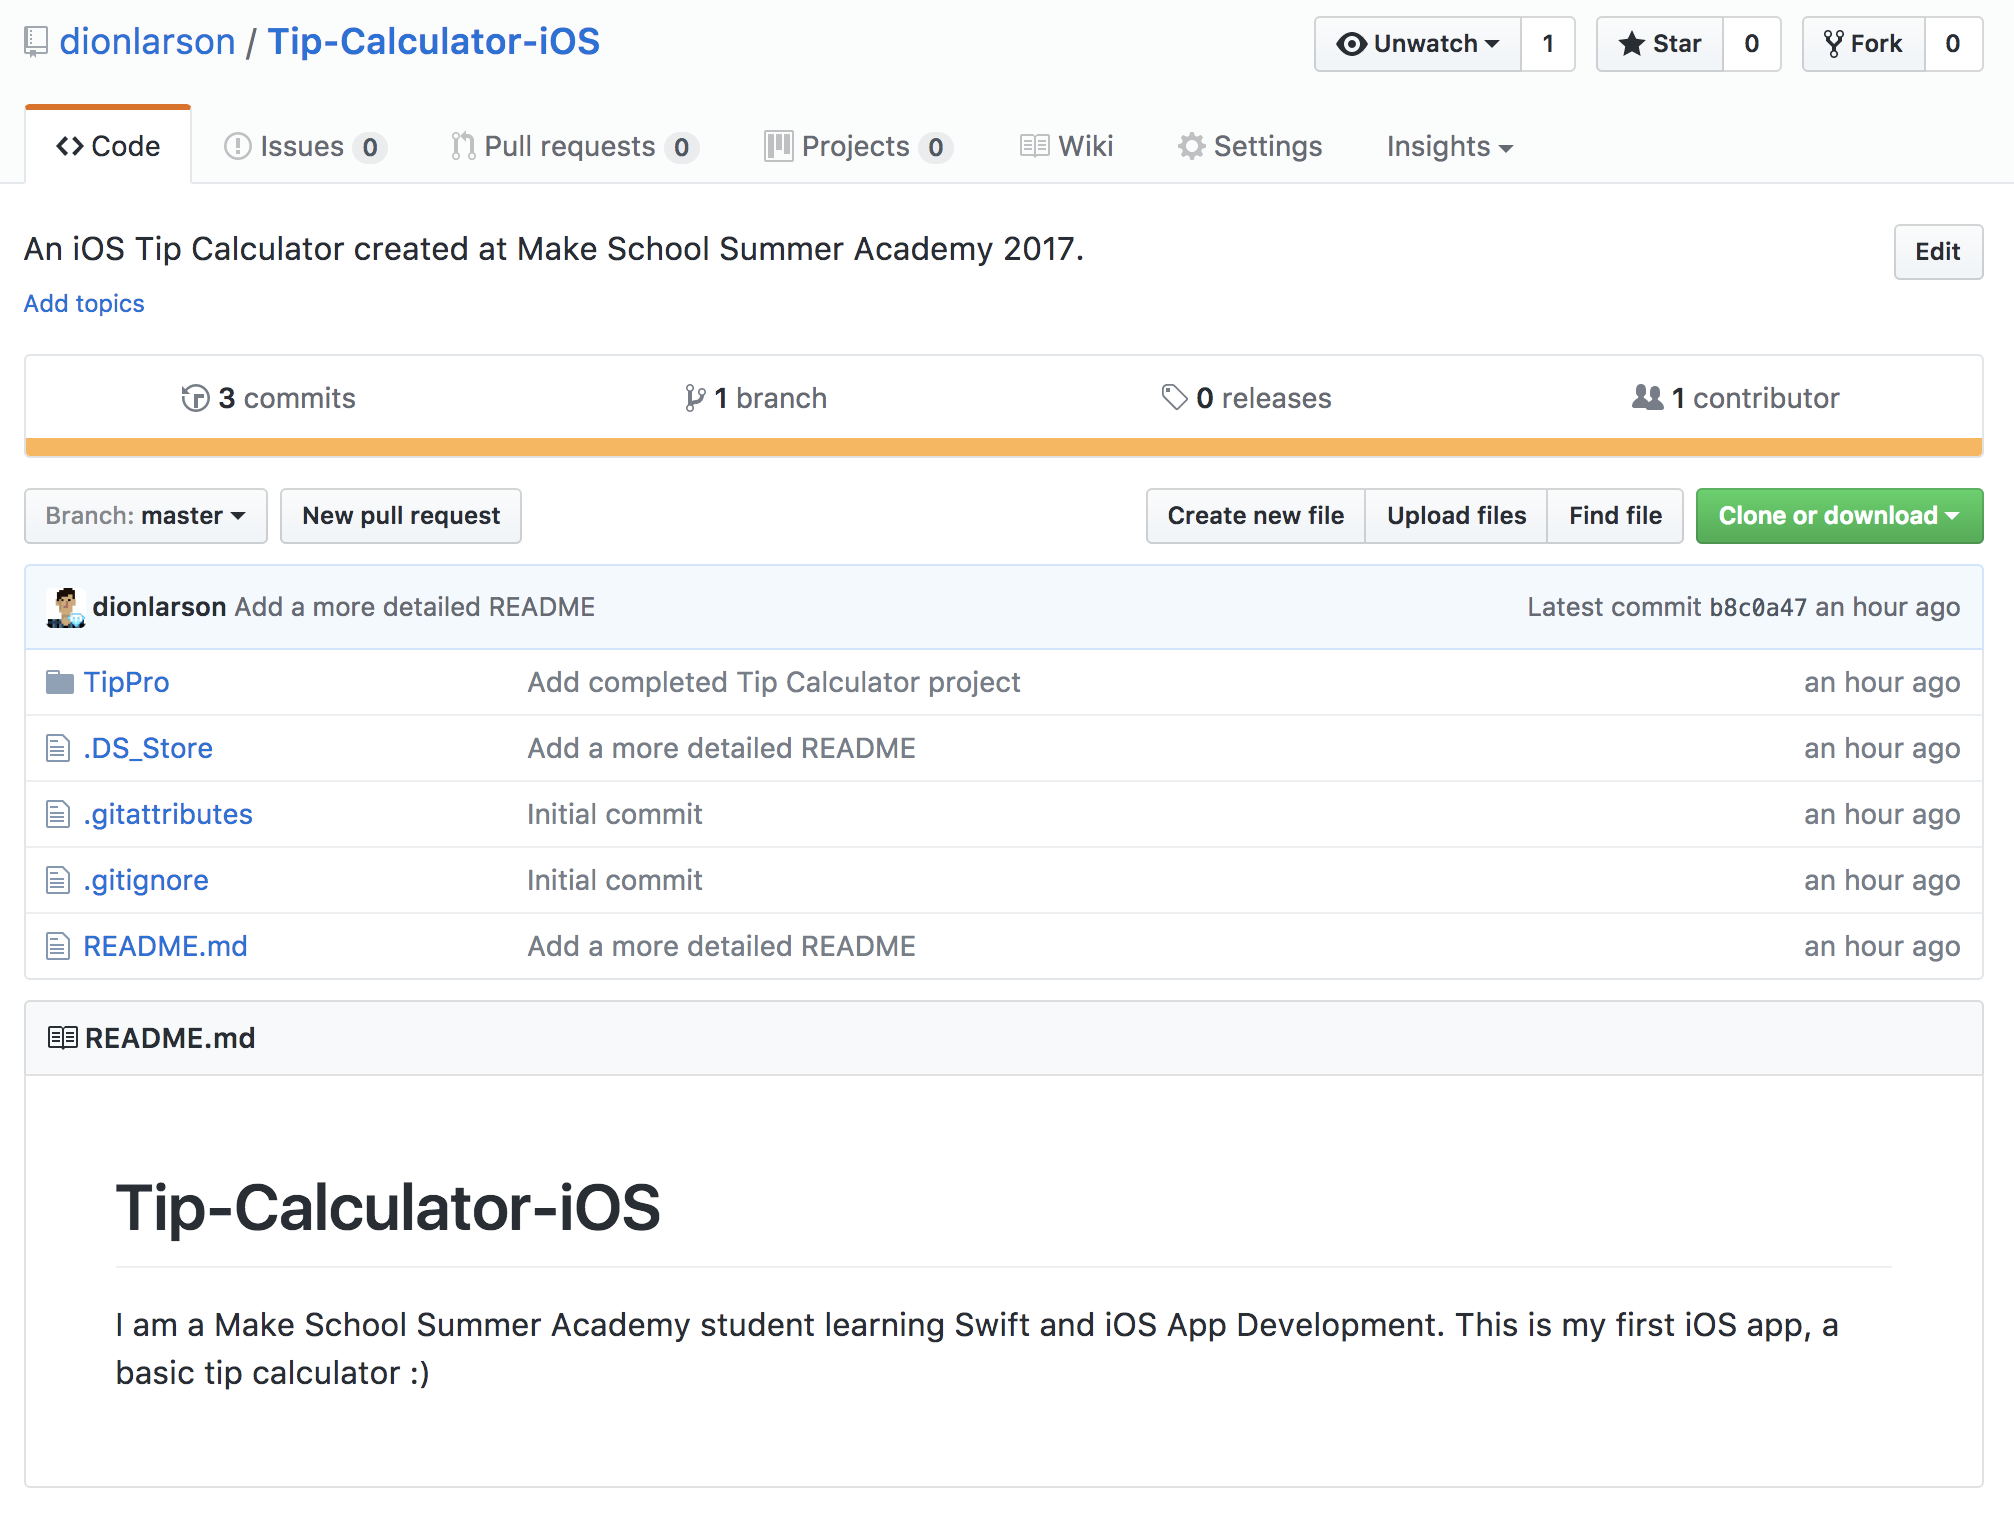 dionlarson / Tip-Calculator-iOS
Unwatch 1 Star 0 Fork 0
Code Issues 0 Pull requests 0 Projects 0 Wiki Settings Insights
An iOS Tip Calculator created at Make School Summer Academy 2017.
Edit
Add topics
3 commits 1 branch 0 releases 1 contributor
Branch: master New pull request Create new file Upload files Find file Clone or download
dionlarson Add a more detailed README Latest commit b8c0a47 an hour ago
TipPro Add completed Tip Calculator project an hour ago
.DS_Store Add a more detailed README an hour ago
.gitattributes Initial commit an hour ago
.gitignore Initial commit an hour ago
README.md Add a more detailed README an hour ago
README.md
Tip-Calculator-iOS
I am a Make School Summer Academy student learning Swift and iOS App Development. This is my first iOS app, a
basic tip calculator :)